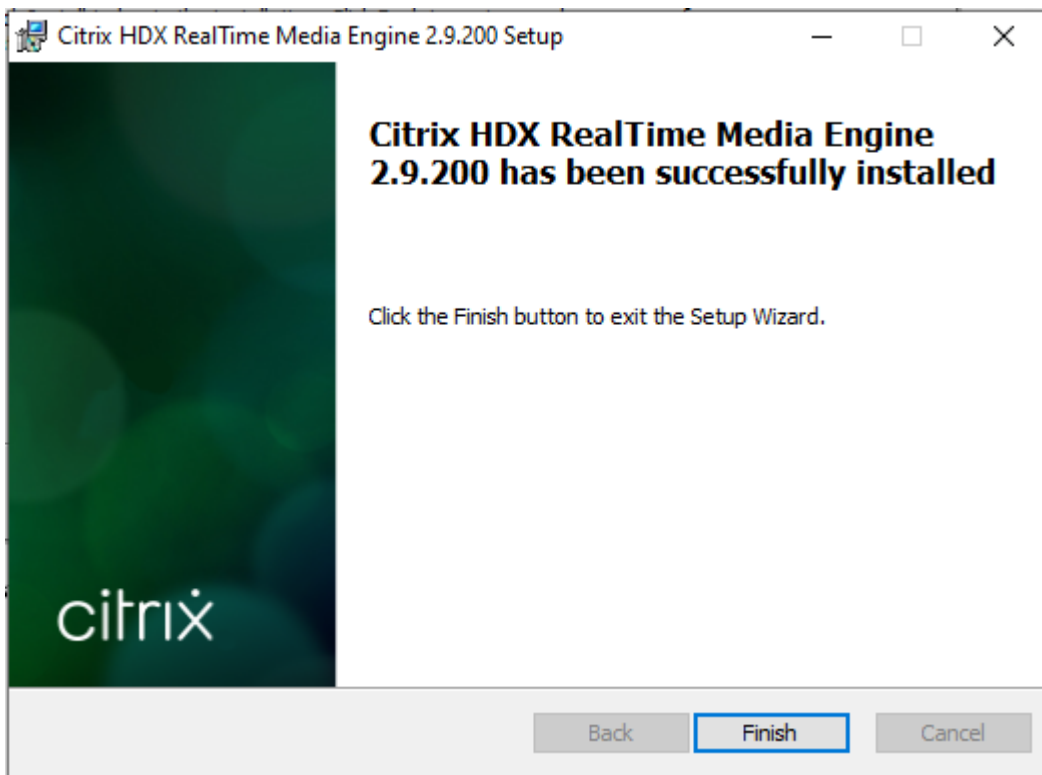 Citrix HDX RealTime Media Engine 2.9.200 Setup
Citrix HDX RealTime Media Engine
2.9.200 has been successfully installed
Click the Finish button to exit the Setup Wizard.
citrix
Back
Finish
Cancel